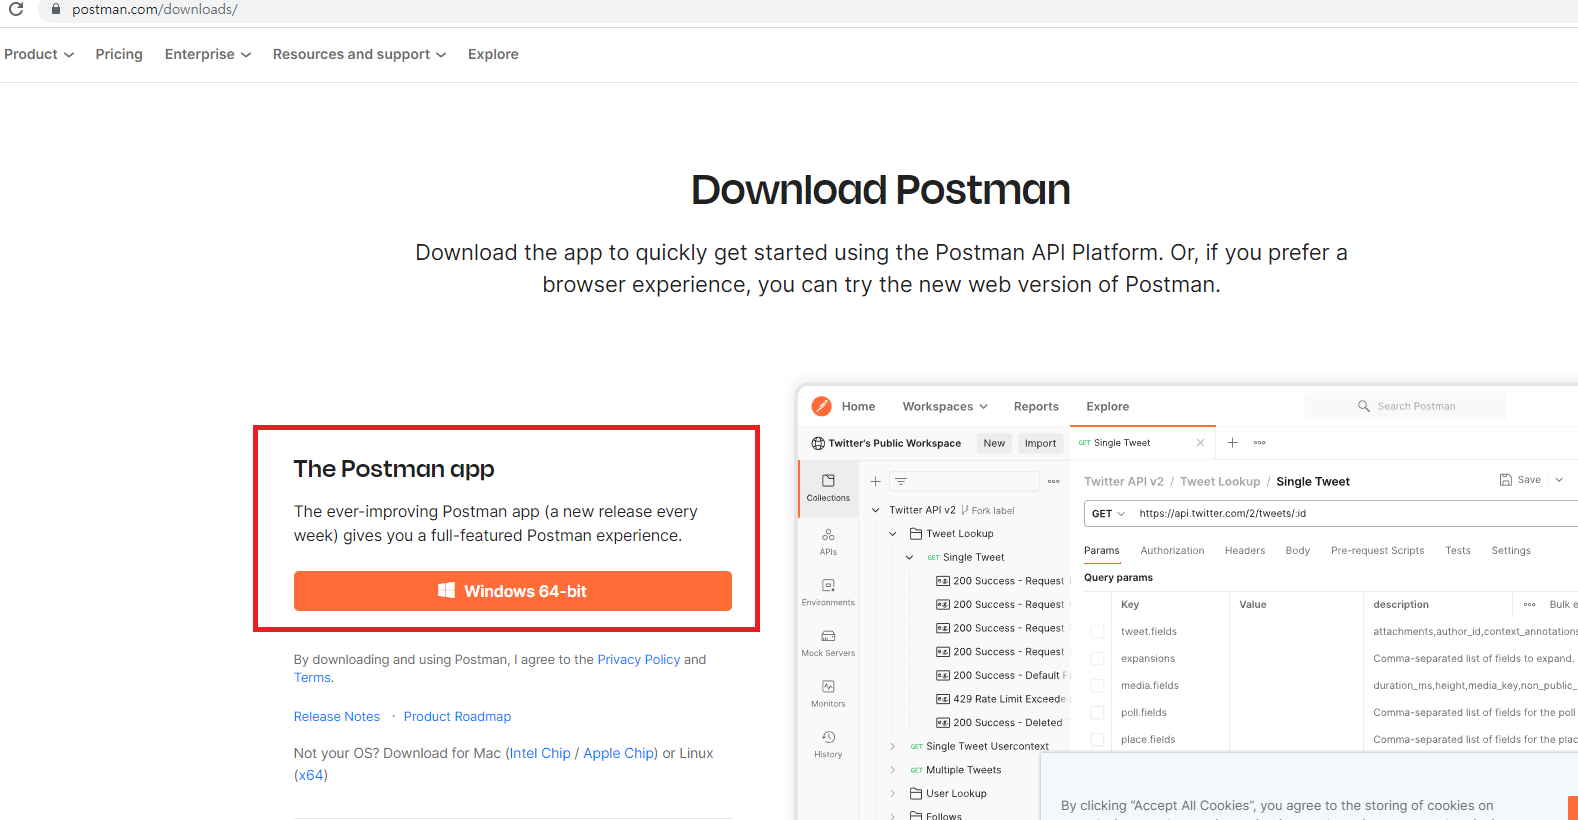 postman.com/downloads/
Product Pricing Enterprise Resources and support Explore
Download Postman
Download the app to quickly get started using the Postman API Platform. Or, if you prefer a
browser experience, you can try the new web version of Postman.
The Postman app
The ever-improving Postman app (a new release every
week) gives you a full-featured Postman experience.
Windows 64-bit
By downloading and using Postman, I agree to the Privacy Policy and
Terms.
Release Notes · Product Roadmap
Not your OS? Download for Mac (Intel Chip / Apple Chip) or Linux
(x64)
Home Workspaces Reports Explore Search Postman
Twitter's Public Workspace New Import
GET Single Tweet
Collections
APIs
Environments
Mock Servers
Monitors
History
Twitter API v2 Fork label
Tweet Lookup
GET Single Tweet
200 Success - Request
200 Success - Request
200 Success - Request
200 Success - Request
200 Success - Default
429 Rate Limit Exceede
200 Success - Deleted
GET Single Tweet Usercontext
GET Multiple Tweets
User Lookup
Follows
Twitter API v2 / Tweet Lookup / Single Tweet Save
GET https://api.twitter.com/2/tweets/:id
Params Authorization Headers Body Pre-request Scripts Tests Settings
Query params
Key Value description Bulk e
tweet.fields attachments,author_id,context_annotations
expansions Comma-separated list of fields to expand.
media.fields duration_ms,height,media_key,non_public_
poll.fields Comma-separated list of fields for the poll
place.fields Comma-separated list of fields for the plac
By clicking “Accept All Cookies”, you agree to the storing of cookies on